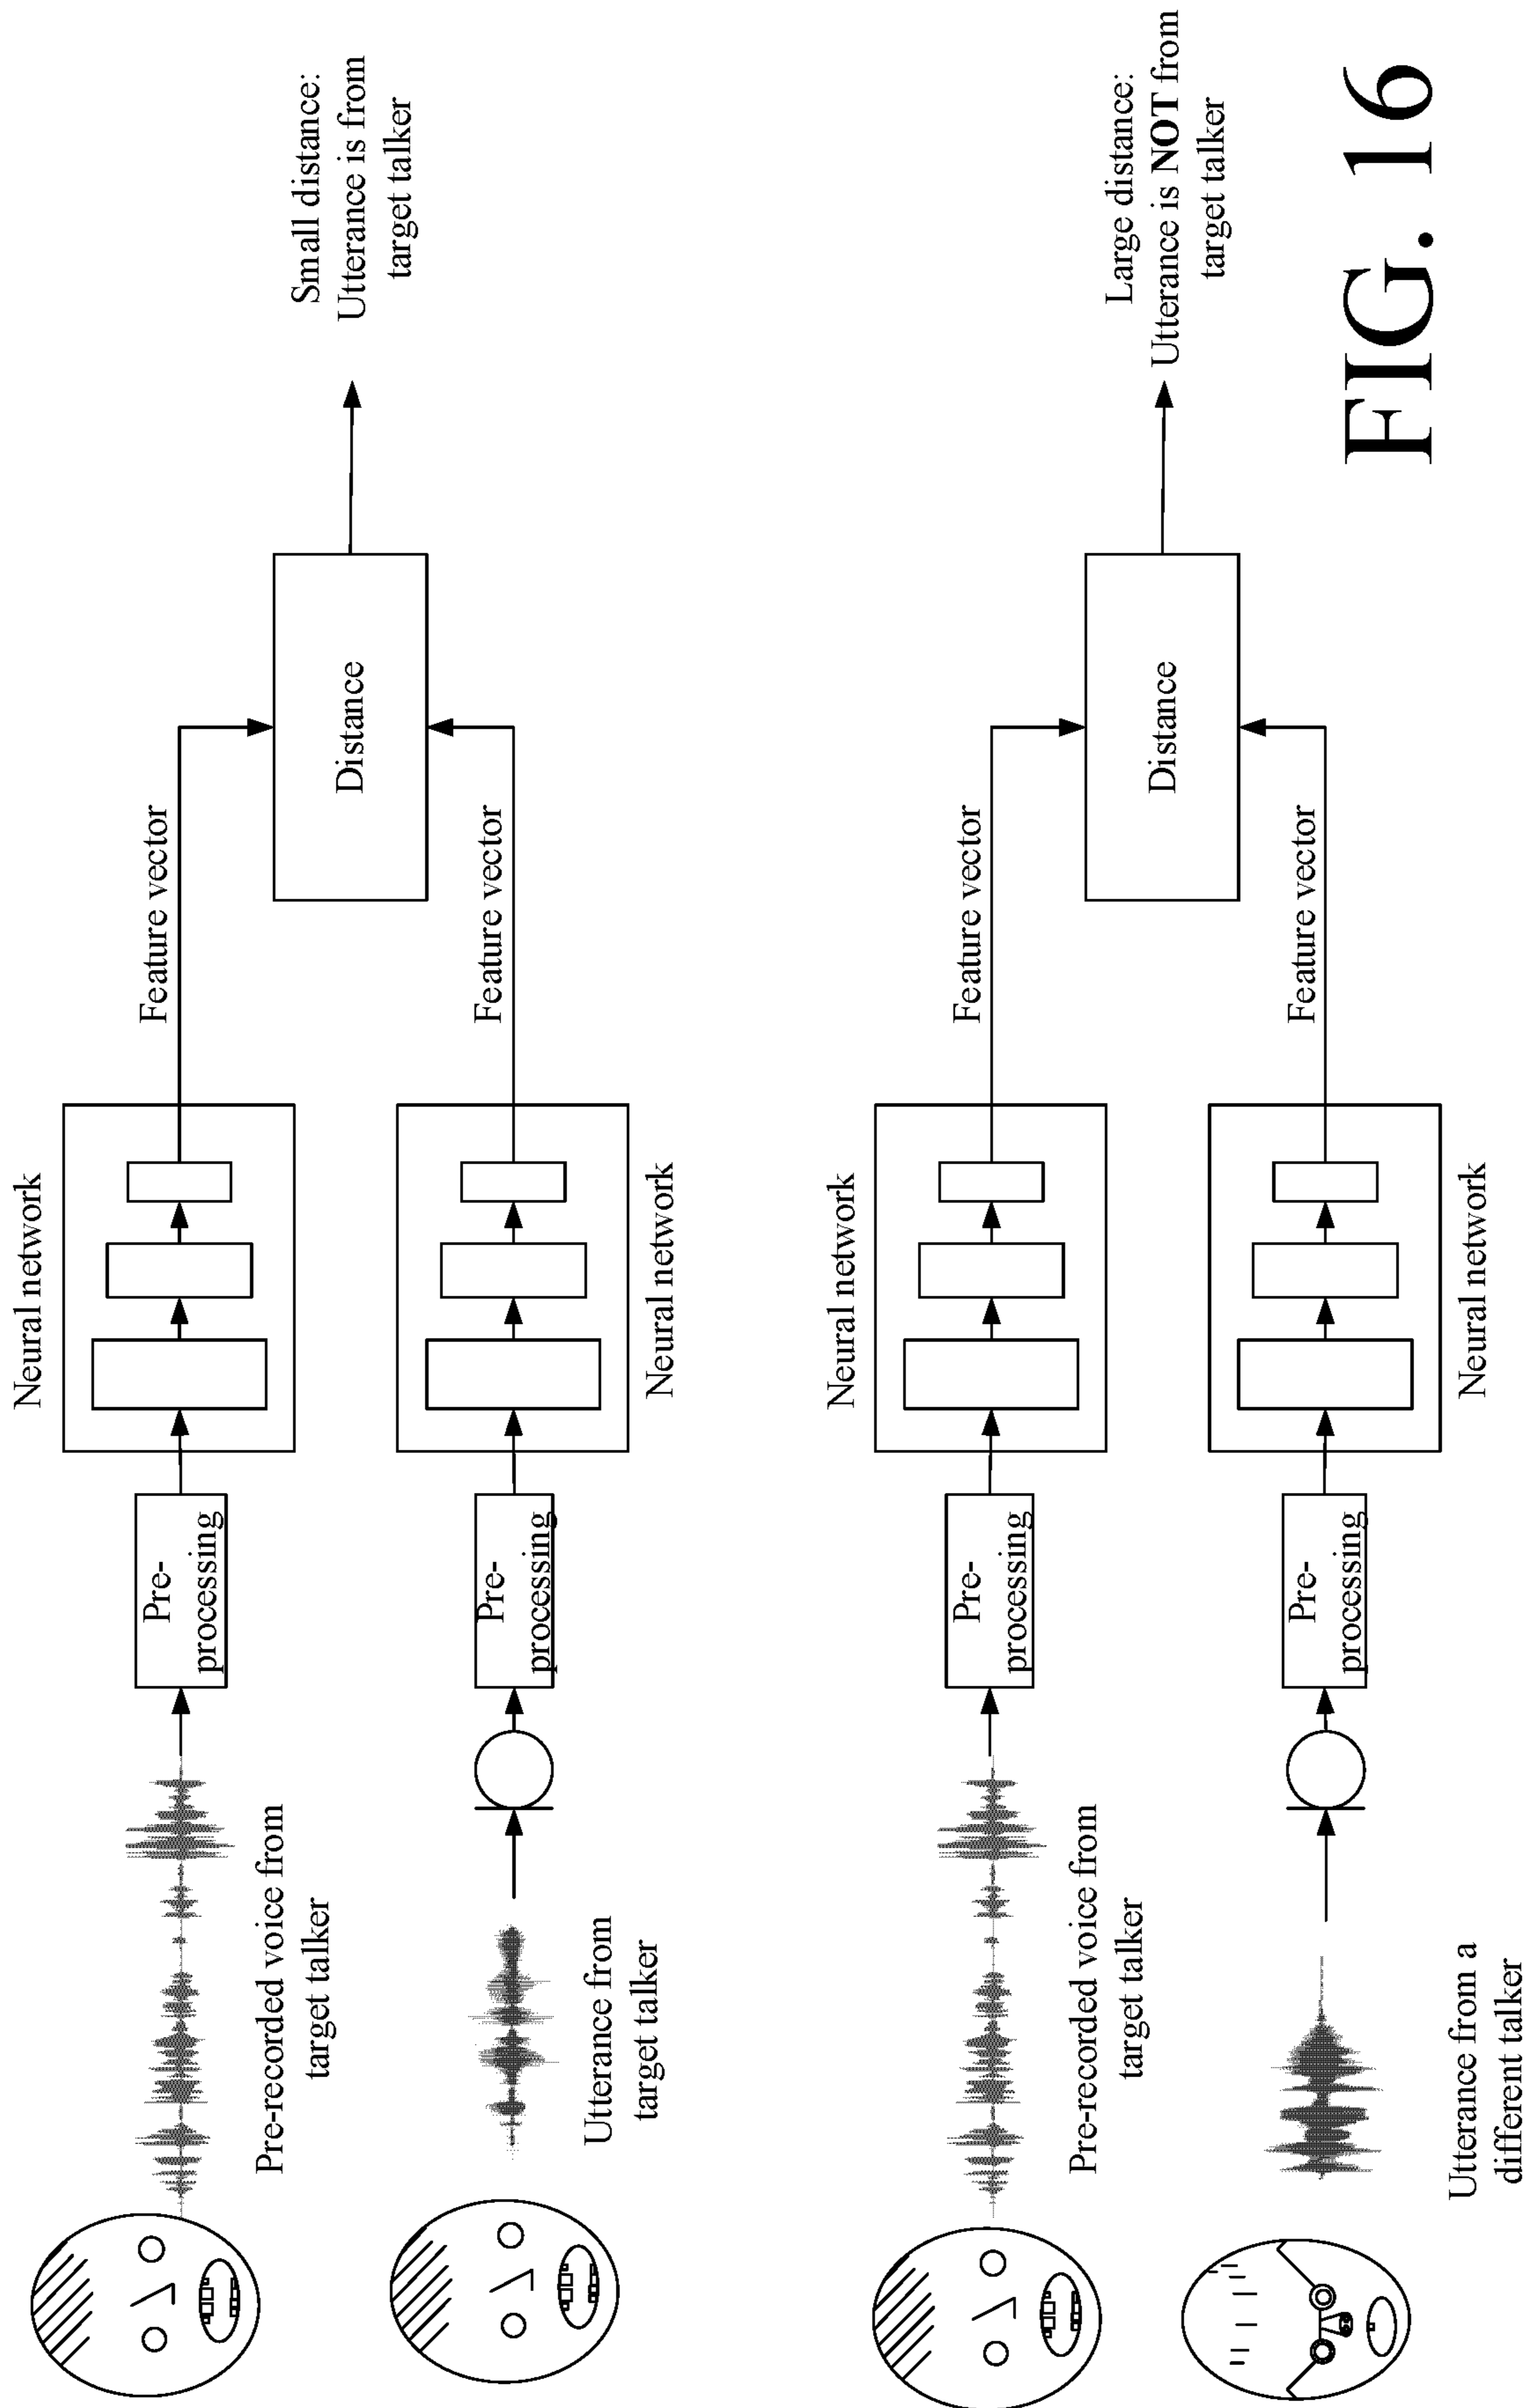 Neural network
Pre-
processing
Feature vector
Pre-recorded voice from
target talker
Distance
Small distance:
Utterance is from
target talker
Utterance from
target talker
Pre-
processing
Feature vector
Neural network
Neural network
Pre-
processing
Feature vector
Pre-recorded voice from
target talker
Distance
Large distance:
Utterance is NOT from
target talker
Utterance from a
different talker
Pre-
processing
Feature vector
Neural network
FIG. 16